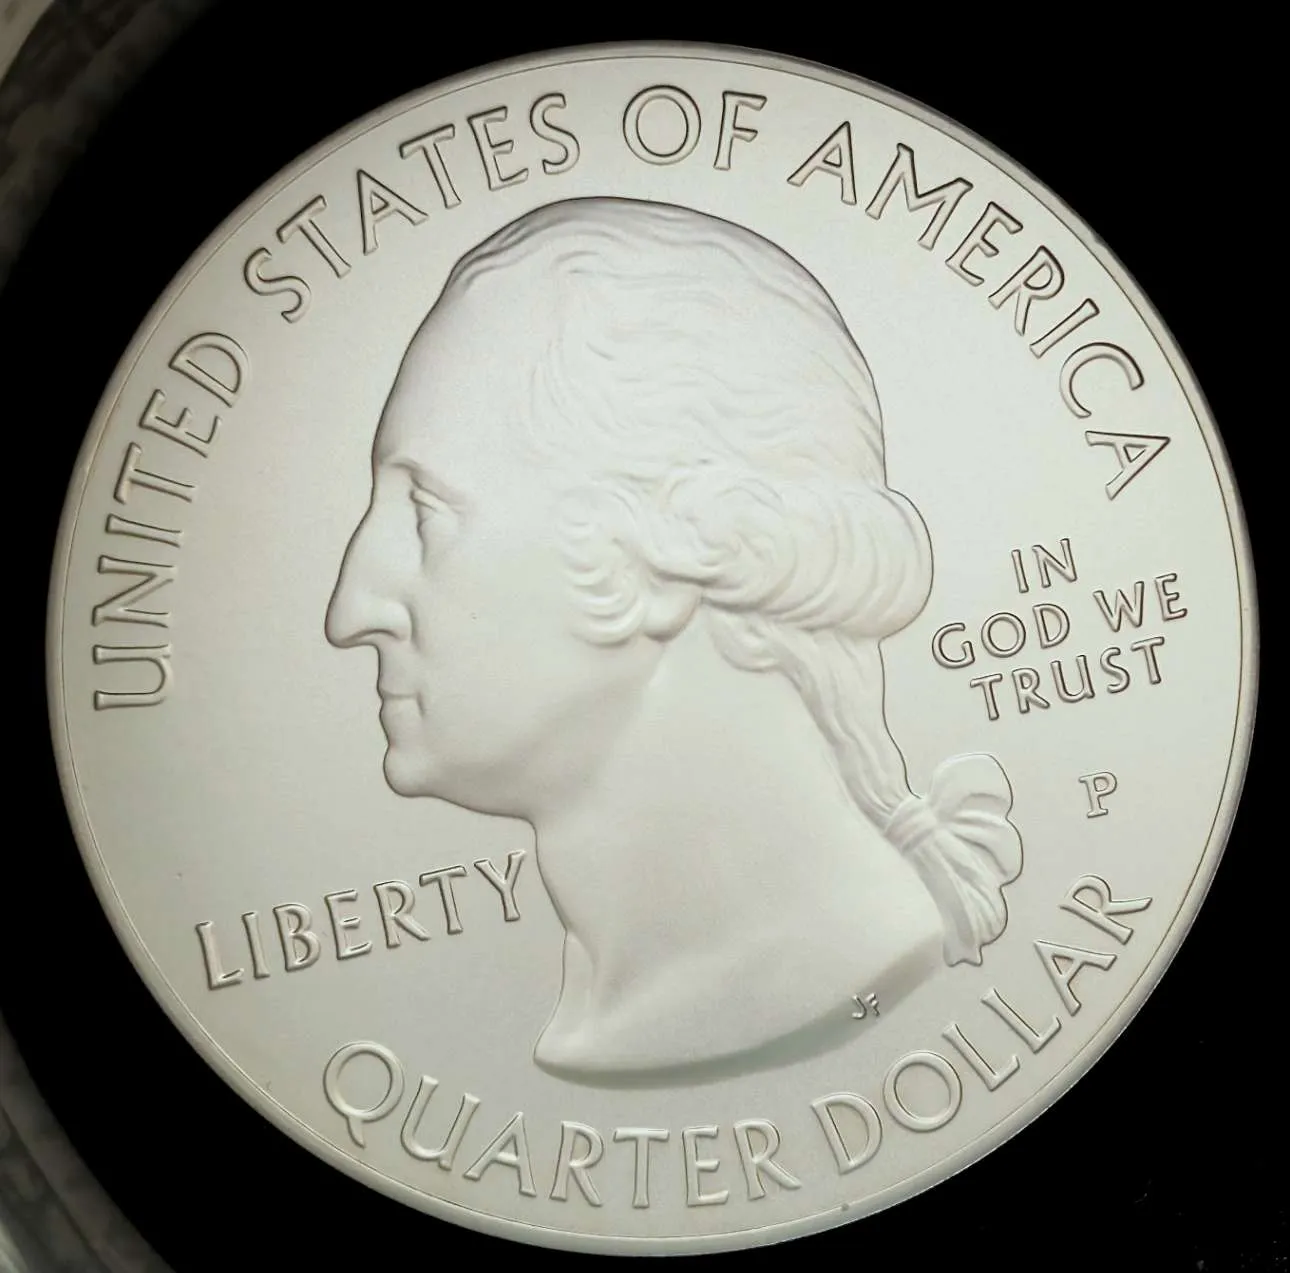 UNITED STATES OF AMERICA
LIBERTY
IN
GOD WE
TRUST
P
JF
QUARTER DOLLAR